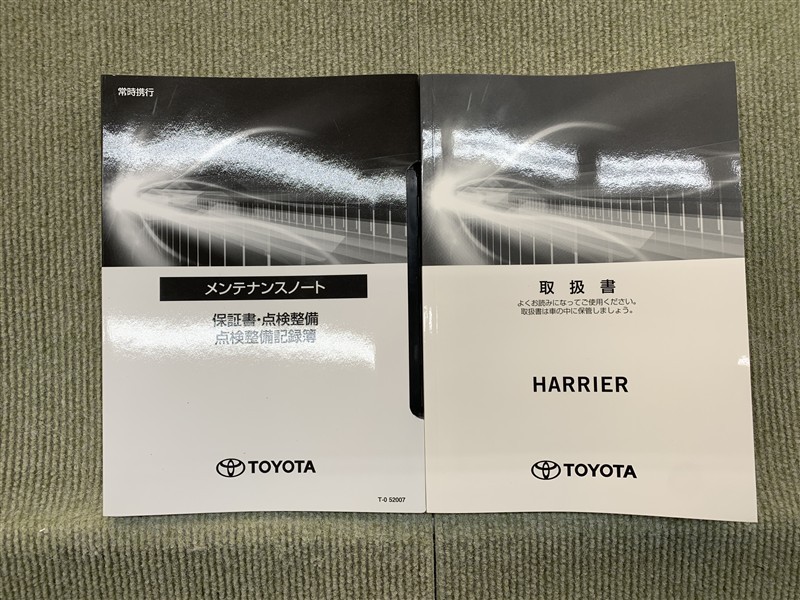 常時携行
メンテナンスノート
保証書・点検整備
点検整備記録簿
TOYOTA
T-0 52007
取扱書
よくお読みになってご使用ください。
取扱書は車の中に保管しましょう。
HARRIER
TOYOTA